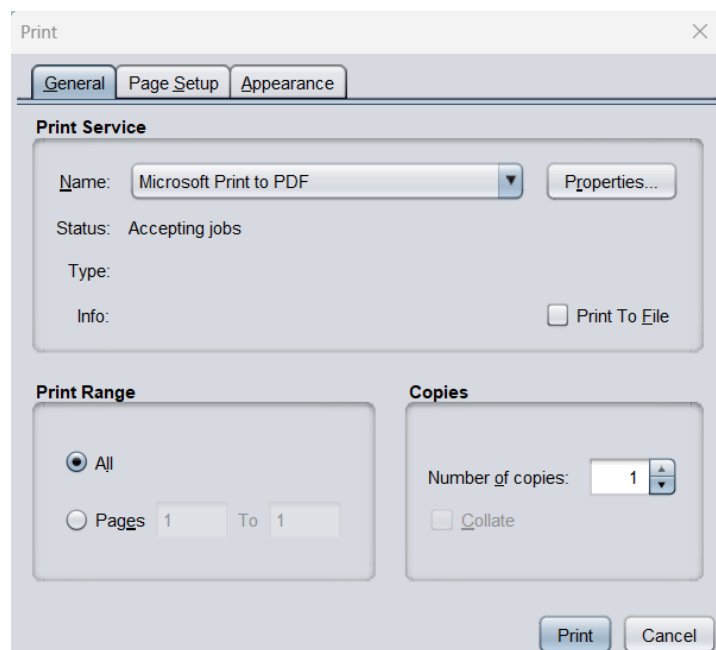 Print
General Page Setup Appearance
Print Service
Name: Microsoft Print to PDF Properties...
Status: Accepting jobs
Type:
Info: Print To File
Print Range
All
Pages 1 To 1
Copies
Number of copies: 1
Collate
Print Cancel